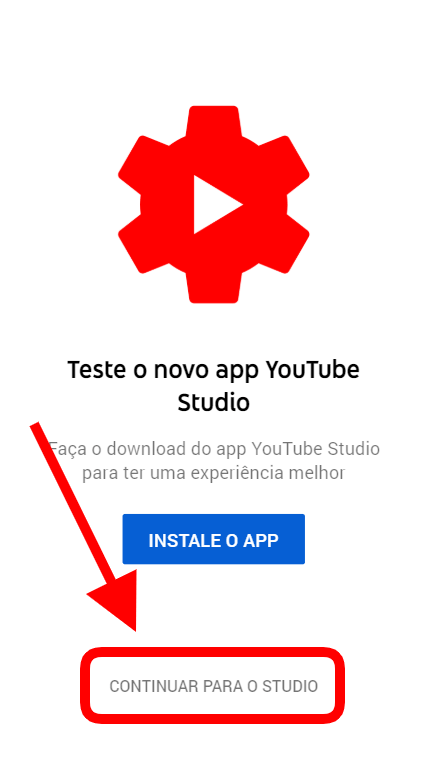 Teste o novo app YouTube
Studio
Faça o download do app YouTube Studio
para ter uma experiência melhor
INSTALE O APP
CONTINUAR PARA O STUDIO